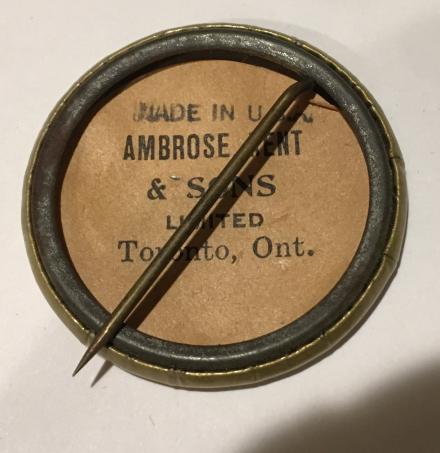 MADE IN U.S.A.
AMBROSE KENT
& SONS
LIMITED
Toronto, Ont.